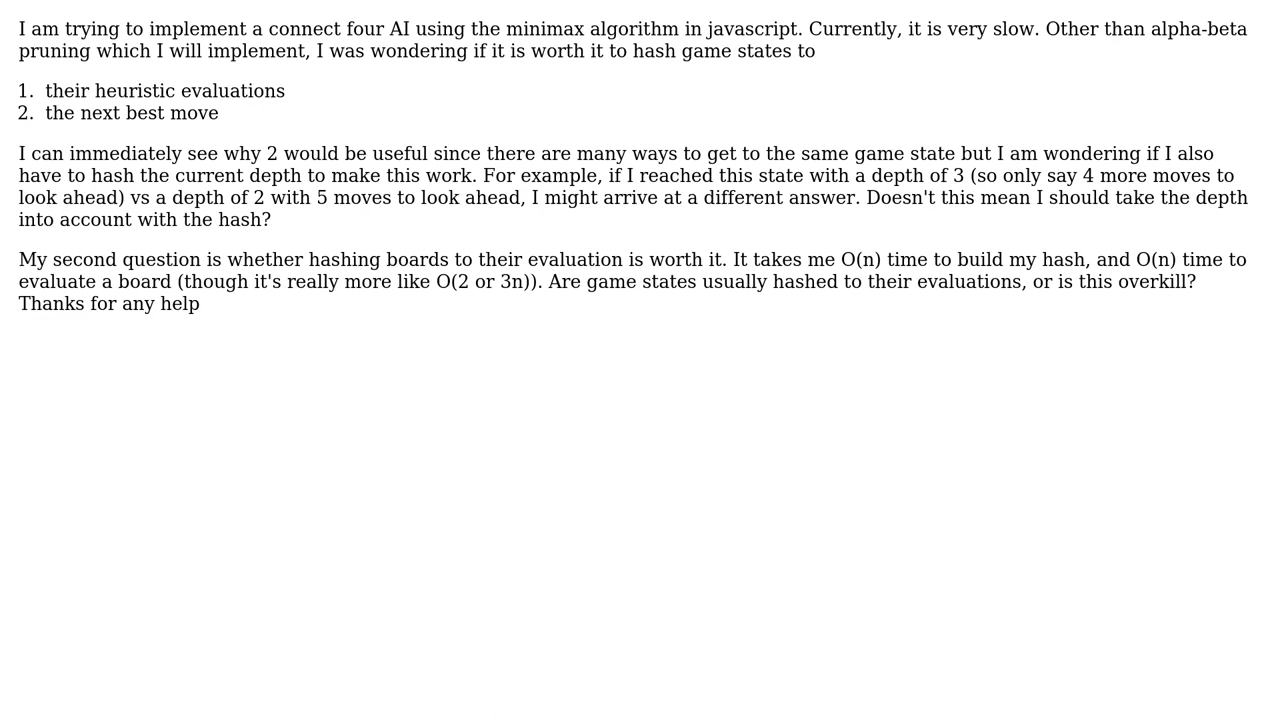 I am trying to implement a connect four AI using the minimax algorithm in javascript. Currently, it is very slow. Other than alpha-beta
pruning which I will implement, I was wondering if it is worth it to hash game states to
1. their heuristic evaluations
2. the next best move
I can immediately see why 2 would be useful since there are many ways to get to the same game state but I am wondering if I also
have to hash the current depth to make this work. For example, if I reached this state with a depth of 3 (so only say 4 more moves to
look ahead) vs a depth of 2 with 5 moves to look ahead, I might arrive at a different answer. Doesn't this mean I should take the depth
into account with the hash?
My second question is whether hashing boards to their evaluation is worth it. It takes me O(n) time to build my hash, and O(n) time to
evaluate a board (though it's really more like O(2 or 3n)). Are game states usually hashed to their evaluations, or is this overkill?
Thanks for any help